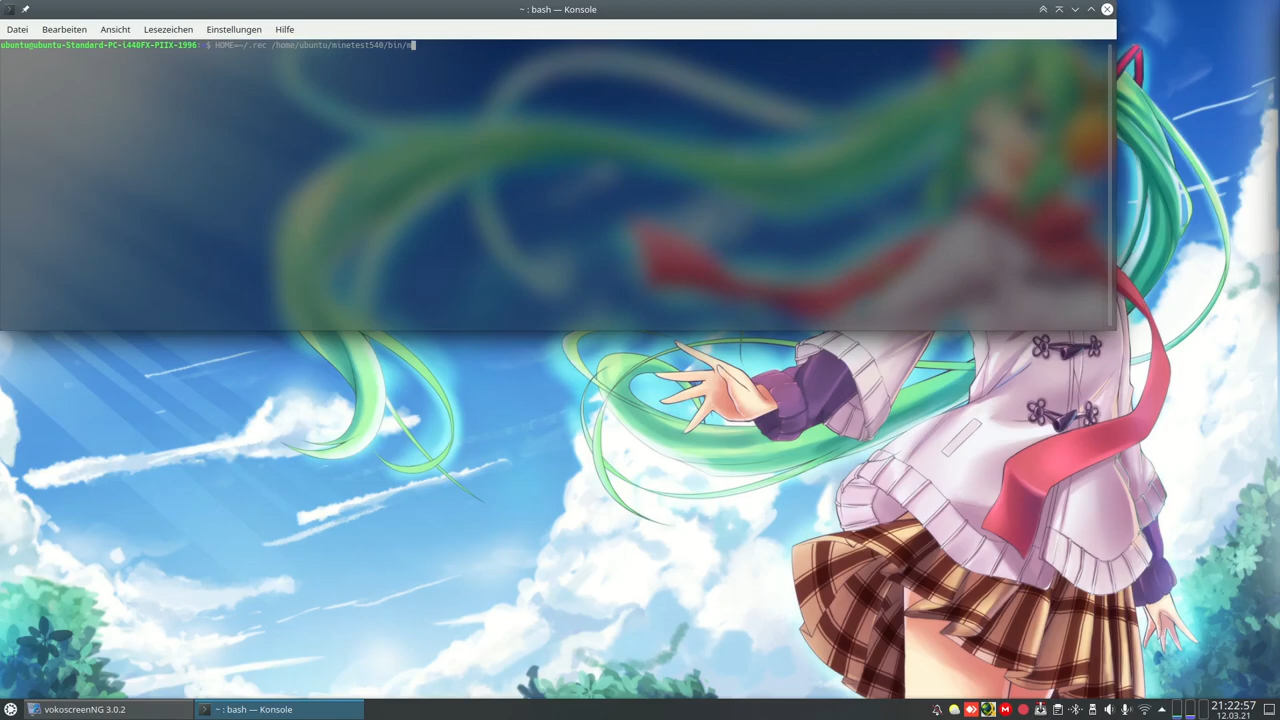 ~ : bash — Konsole
Datei Bearbeiten Ansicht Lesezeichen Einstellungen Hilfe
ubuntu@ubuntu-Standard-PC-i440FX-PIIX-1996: $ HOME=~/.rec /home/ubuntu/minetest540/bin/m
vokoscreenNG 3.0.2
~ : bash — Konsole
21:22:57
12.03.21